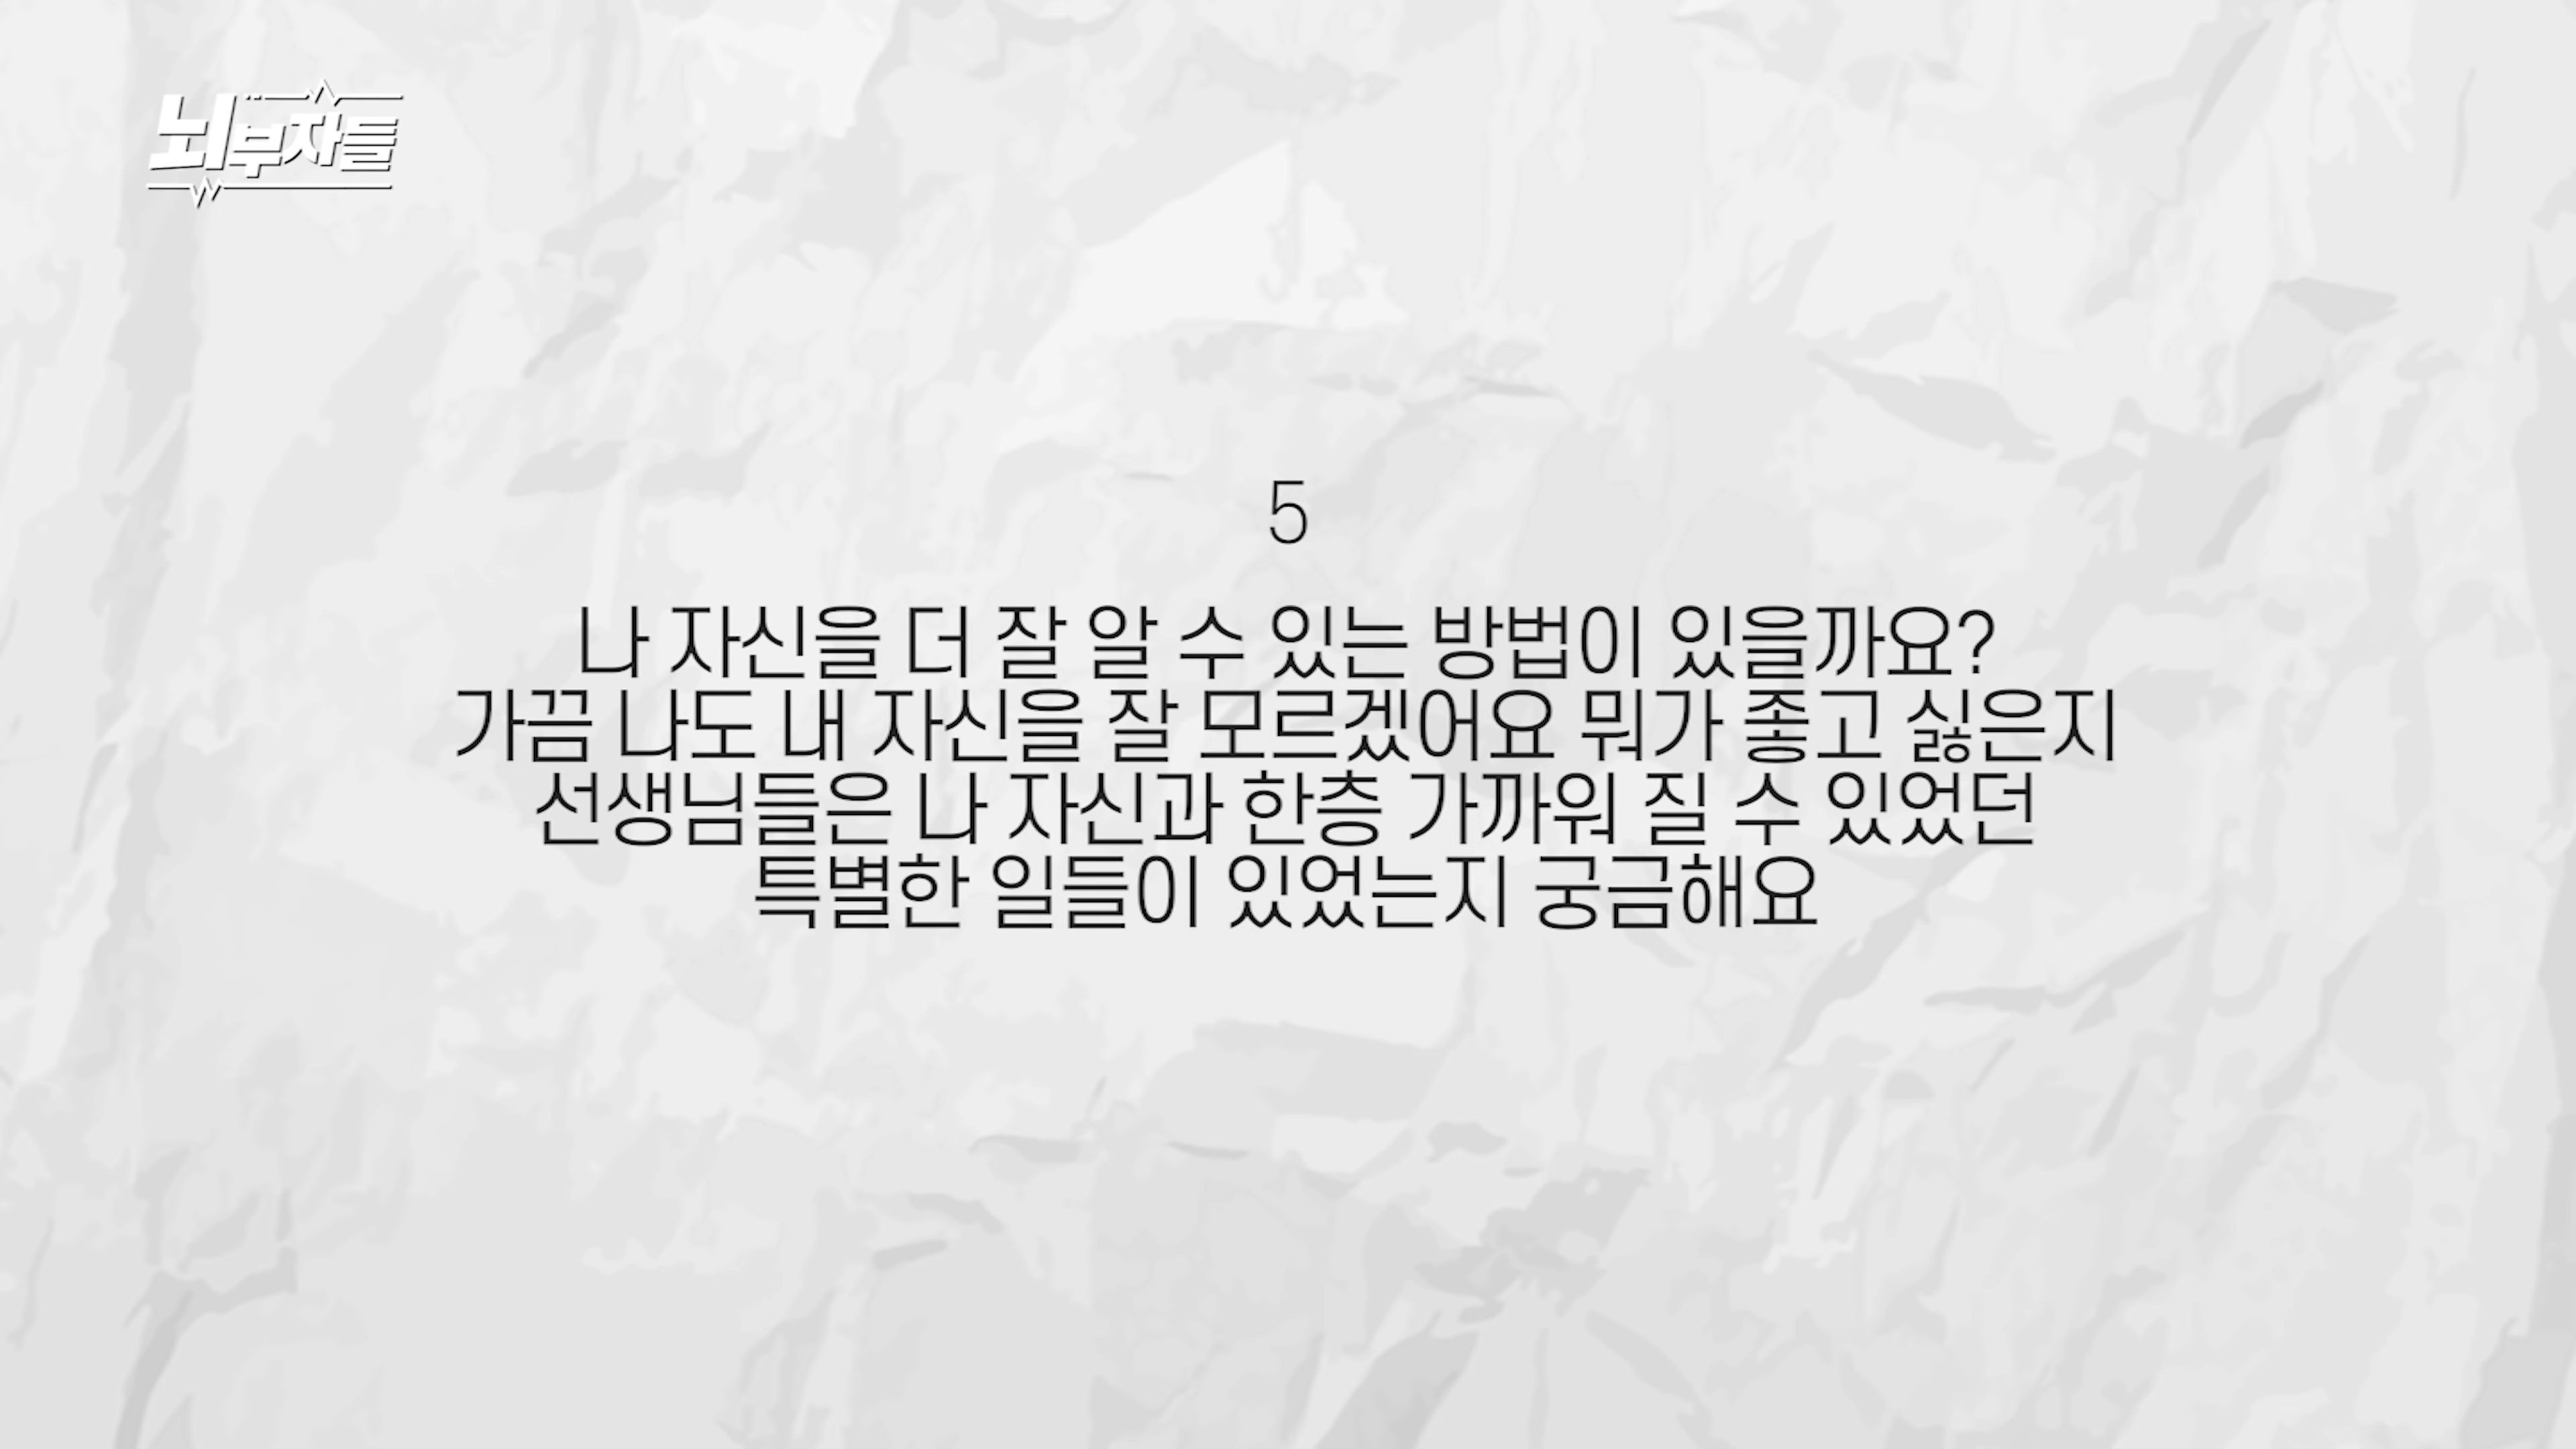 뇌부자들
5
나 자신을 더 잘 알 수 있는 방법이 있을까요?
가끔 나도 내 자신을 잘 모르겠어요 뭐가 좋고 싫은지
선생님들은 나 자신과 한층 가까워 질 수 있었던
특별한 일들이 있었는지 궁금해요